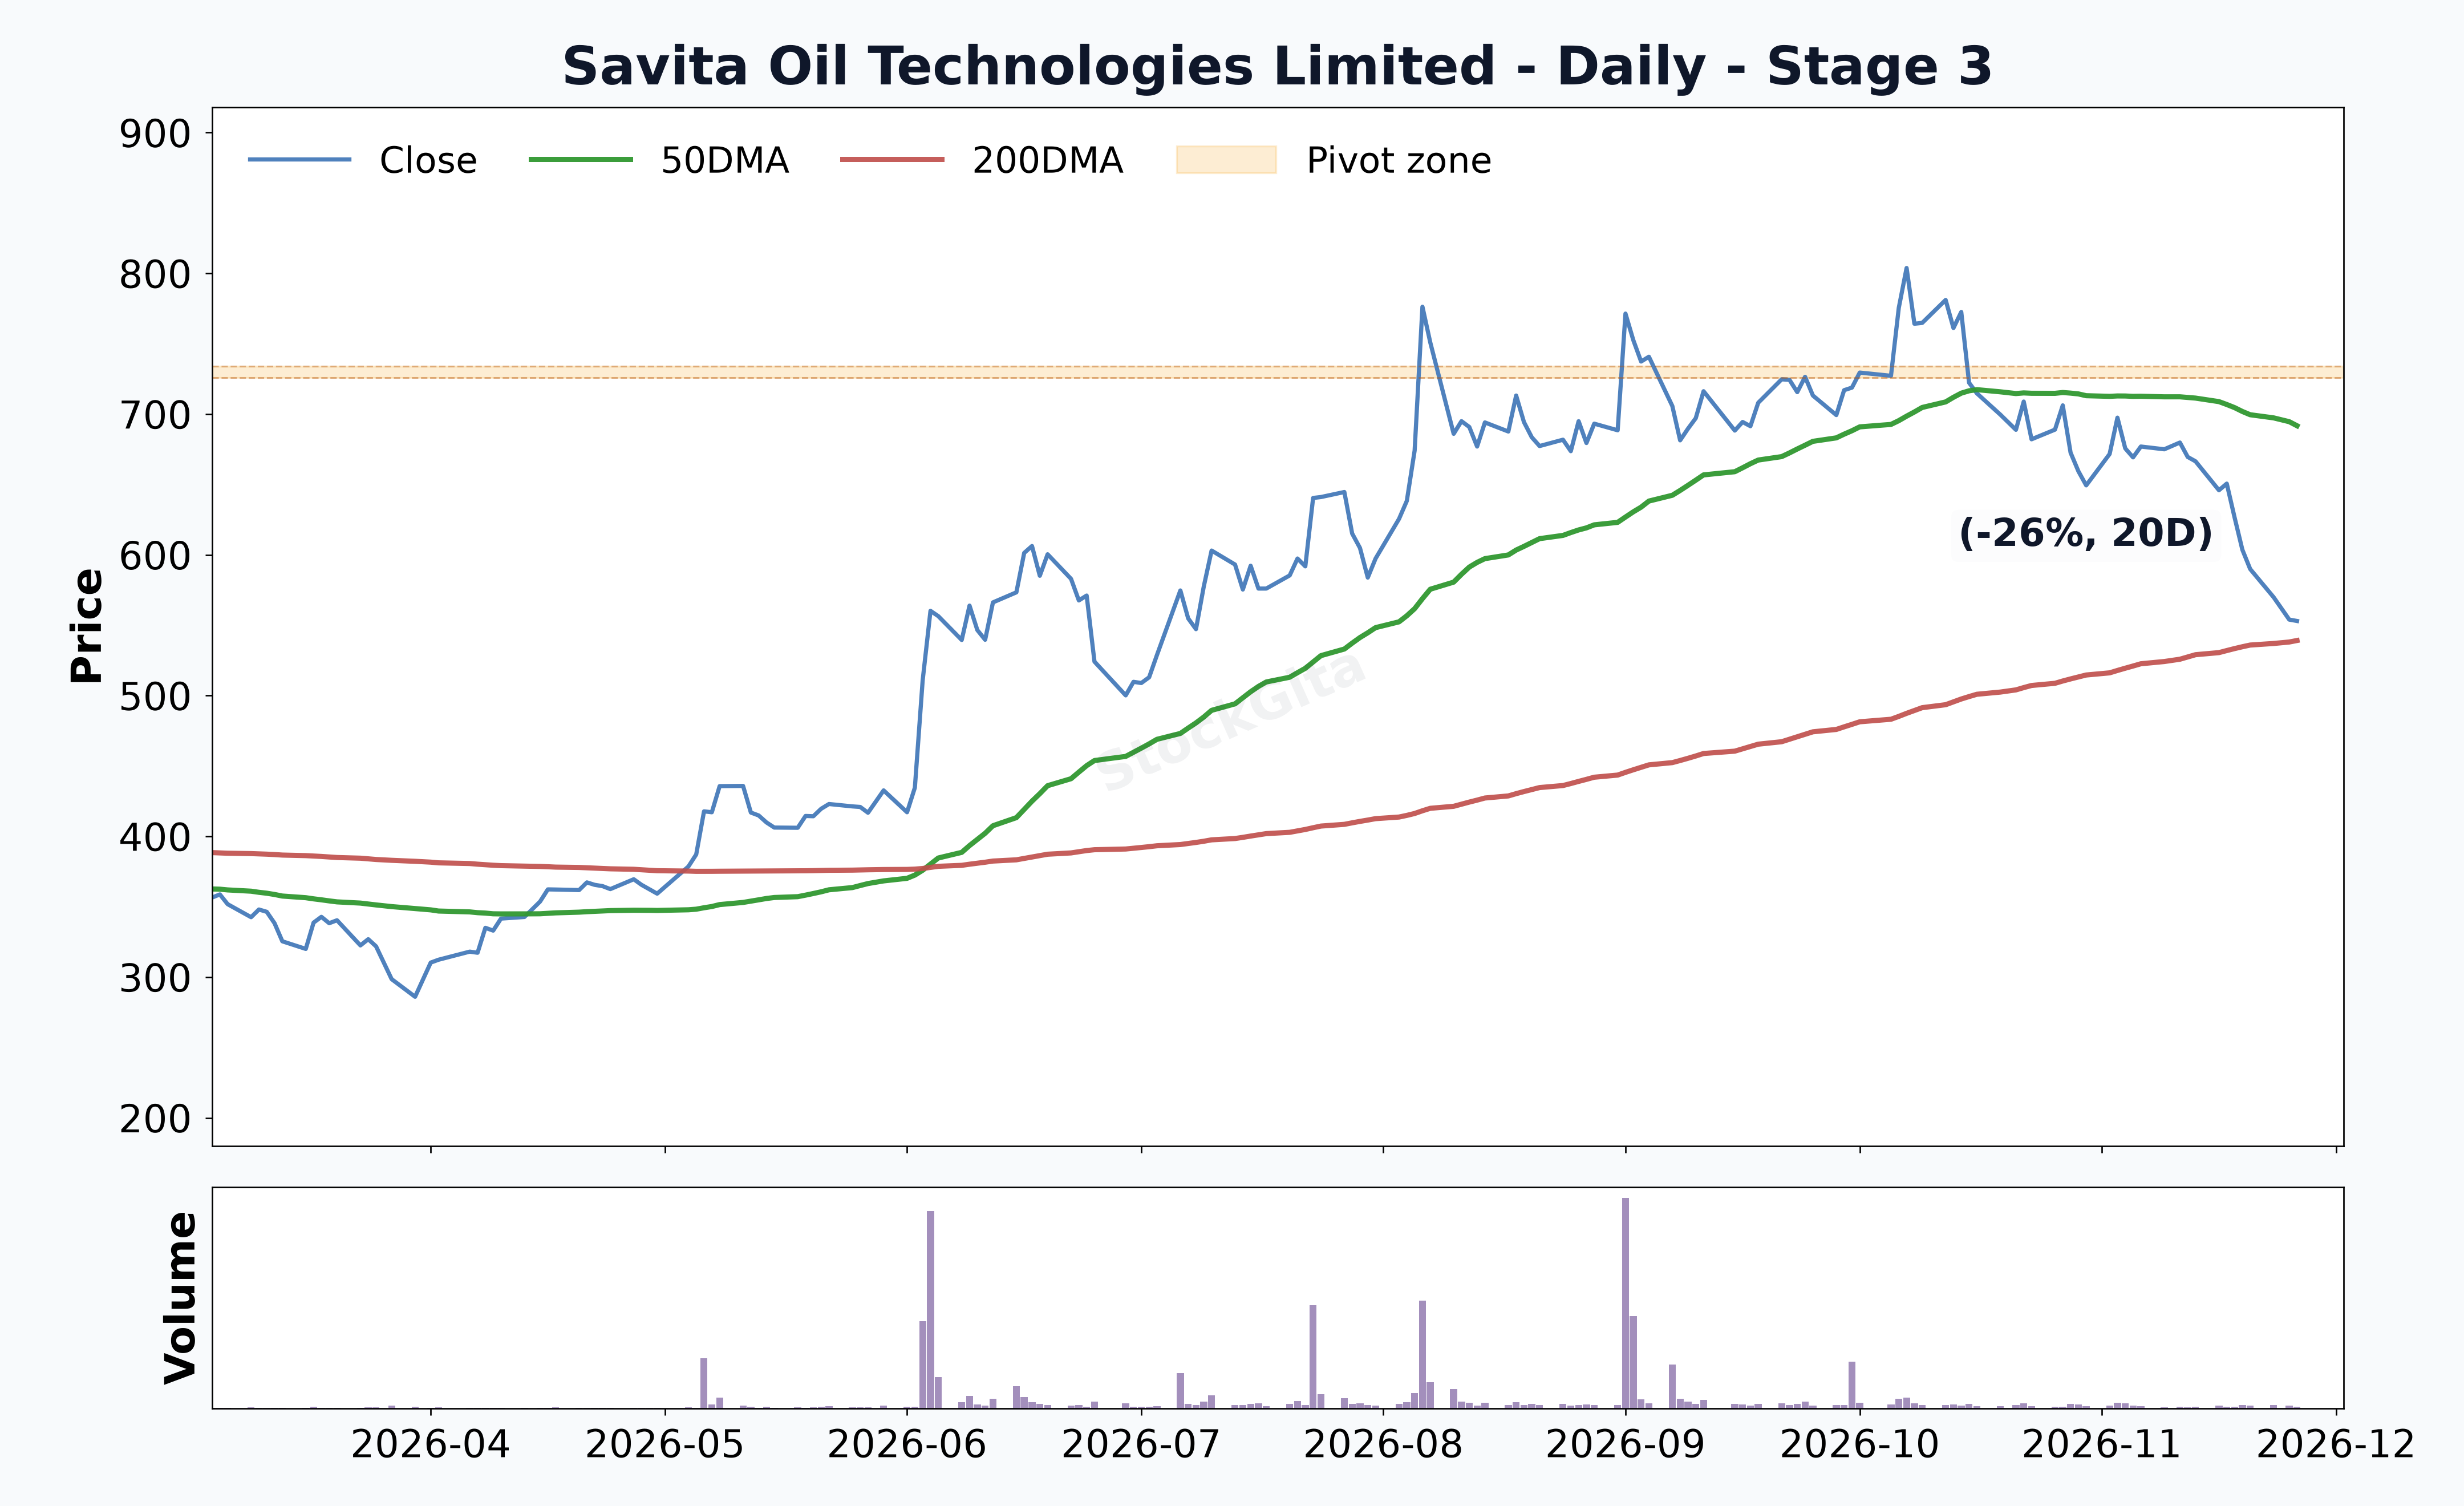 Savita Oil Technologies Limited - Daily - Stage 3
Close 50DMA 200DMA Pivot zone
Price
900
800
700
600
500
400
300
200
(-26%, 20D)
StockGita
Volume
2026-04 2026-05 2026-06 2026-07 2026-08 2026-09 2026-10 2026-11 2026-12